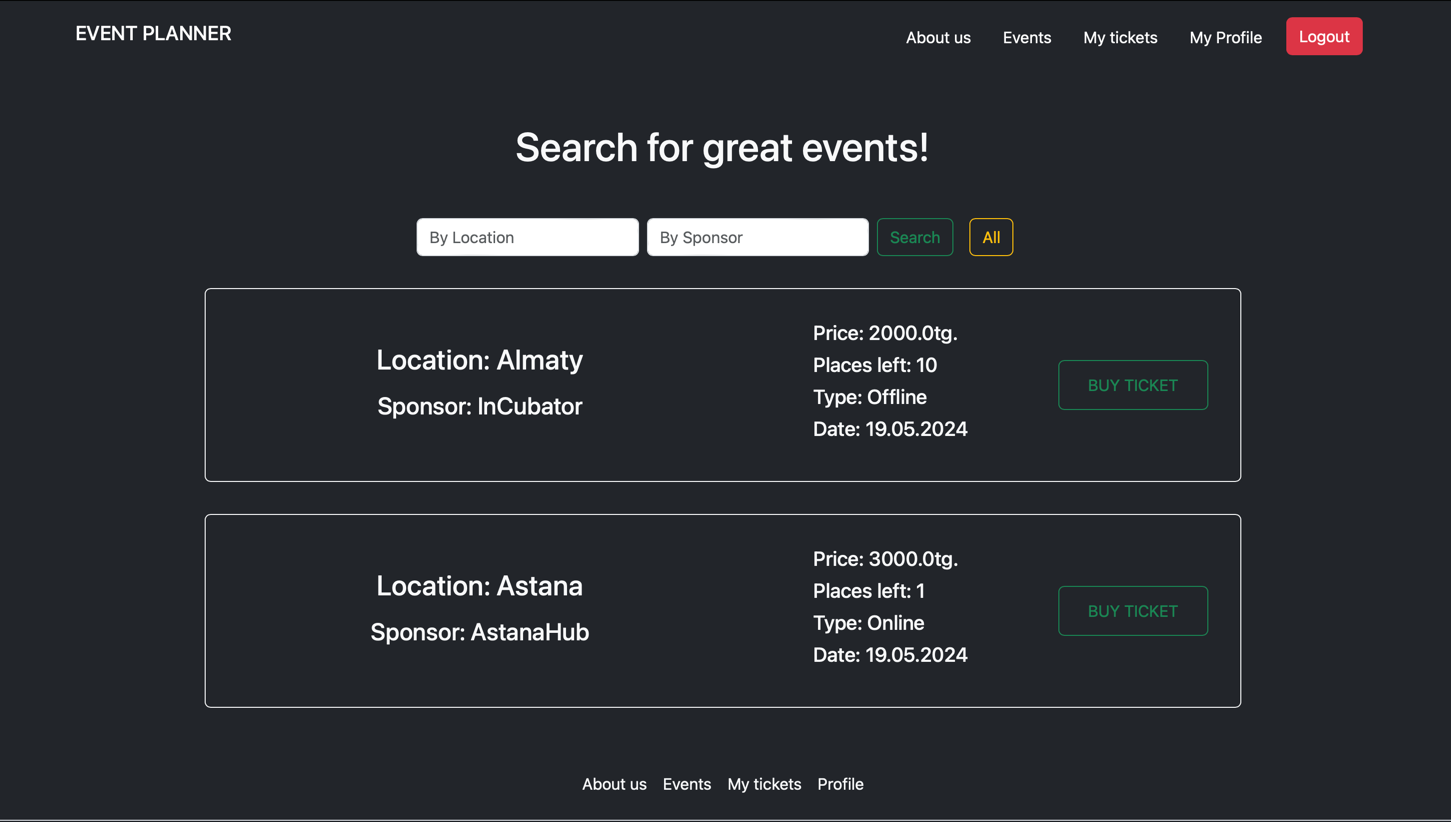 EVENT PLANNER
About us
Events
My tickets
My Profile
Logout
Search for great events!
By Location
By Sponsor
Search
All
Location: Almaty
Sponsor: InCubator
Price: 2000.0tg.
Places left: 10
Type: Offline
Date: 19.05.2024
BUY TICKET
Location: Astana
Sponsor: AstanaHub
Price: 3000.0tg.
Places left: 1
Type: Online
Date: 19.05.2024
BUY TICKET
About us
Events
My tickets
Profile